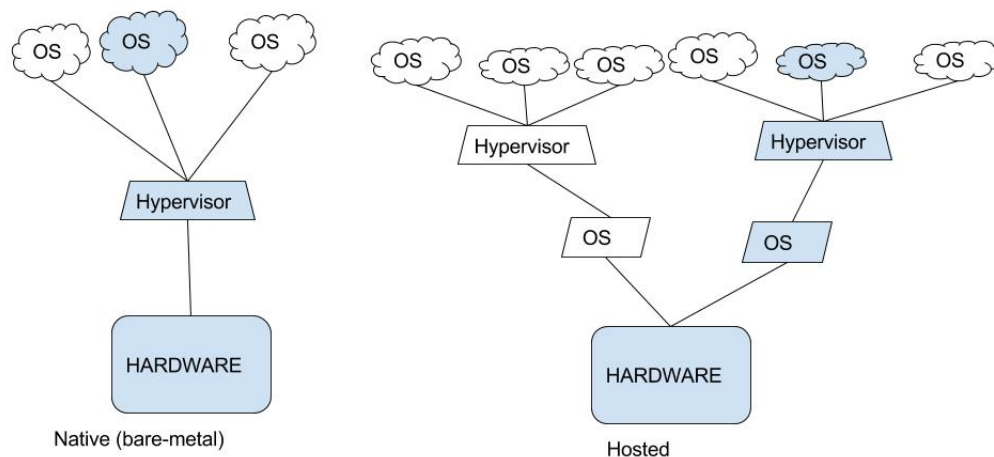 OS
OS
OS
Hypervisor
HARDWARE
Native (bare-metal)
OS
OS
OS
OS
OS
OS
Hypervisor
Hypervisor
OS
OS
HARDWARE
Hosted